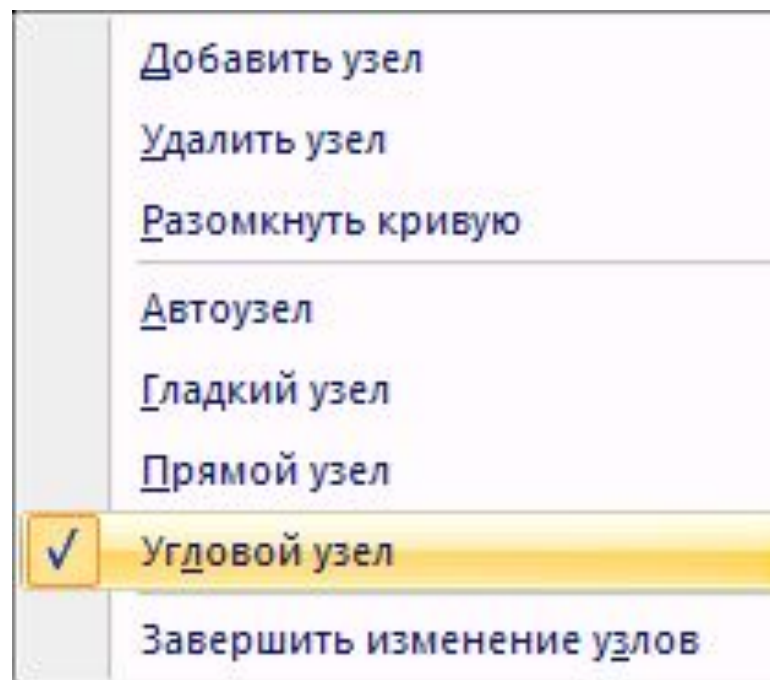 Добавить узел
Удалить узел
Разомкнуть кривую
Автоузел
Гладкий узел
Прямой узел
Угловой узел
Завершить изменение узлов